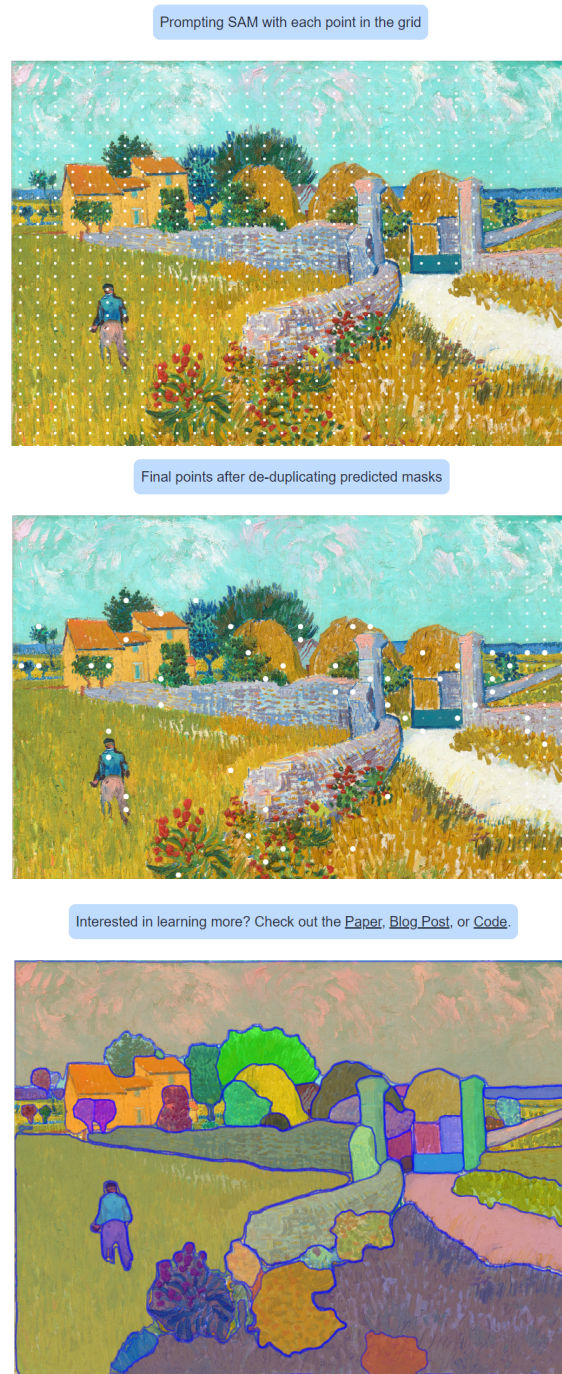 Prompting SAM with each point in the grid
Final points after de-duplicating predicted masks
Interested in learning more? Check out the Paper, Blog Post, or Code.